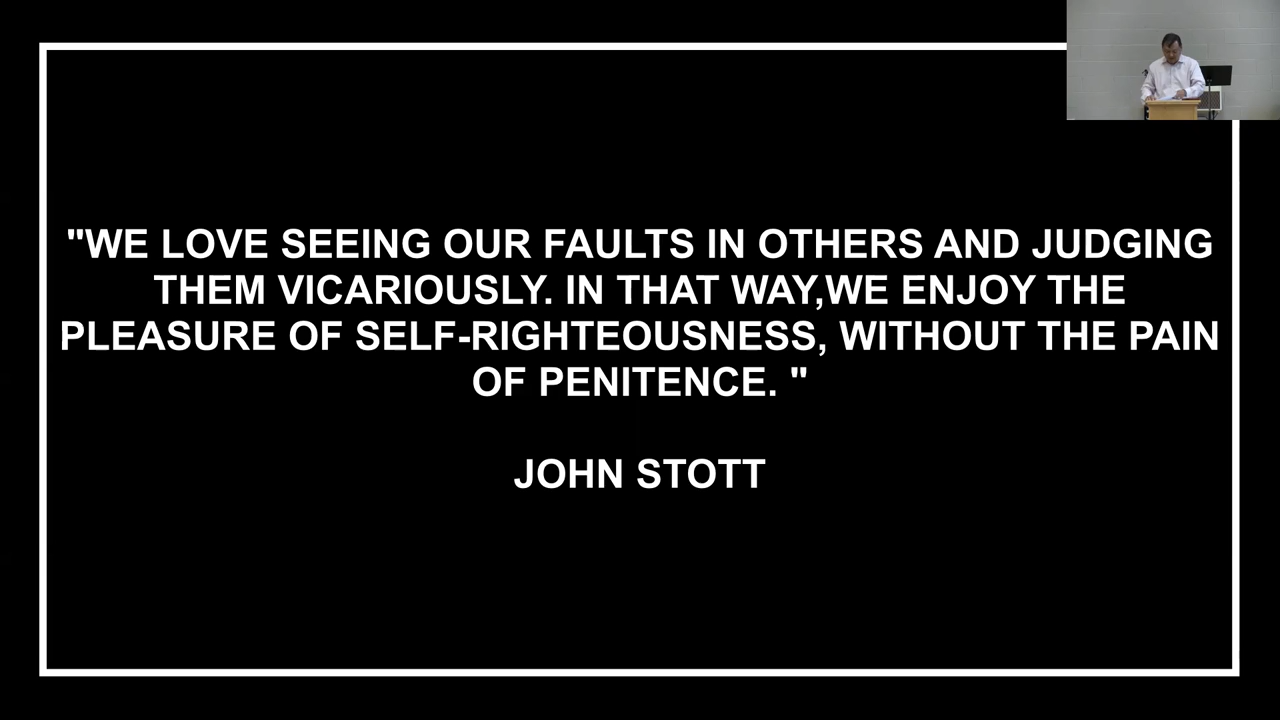 "WE LOVE SEEING OUR FAULTS IN OTHERS AND JUDGING
THEM VICARIOUSLY. IN THAT WAY,WE ENJOY THE
PLEASURE OF SELF-RIGHTEOUSNESS, WITHOUT THE PAIN
OF PENITENCE. "
JOHN STOTT